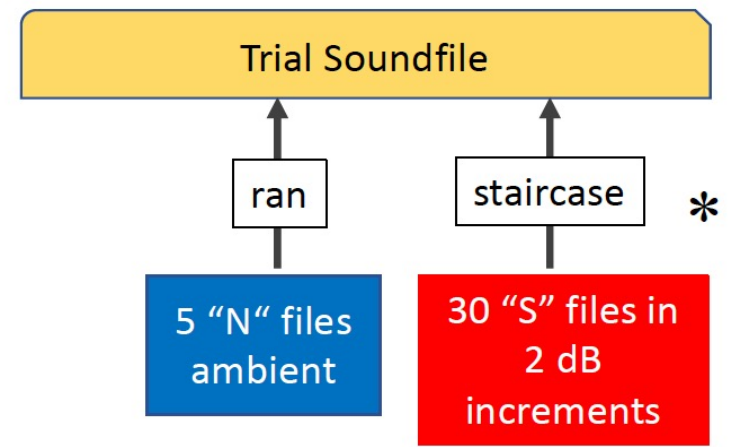 Trial Soundfile
ran
staircase
*
5 “N“ files
ambient
30 “S” files in
2 dB
increments